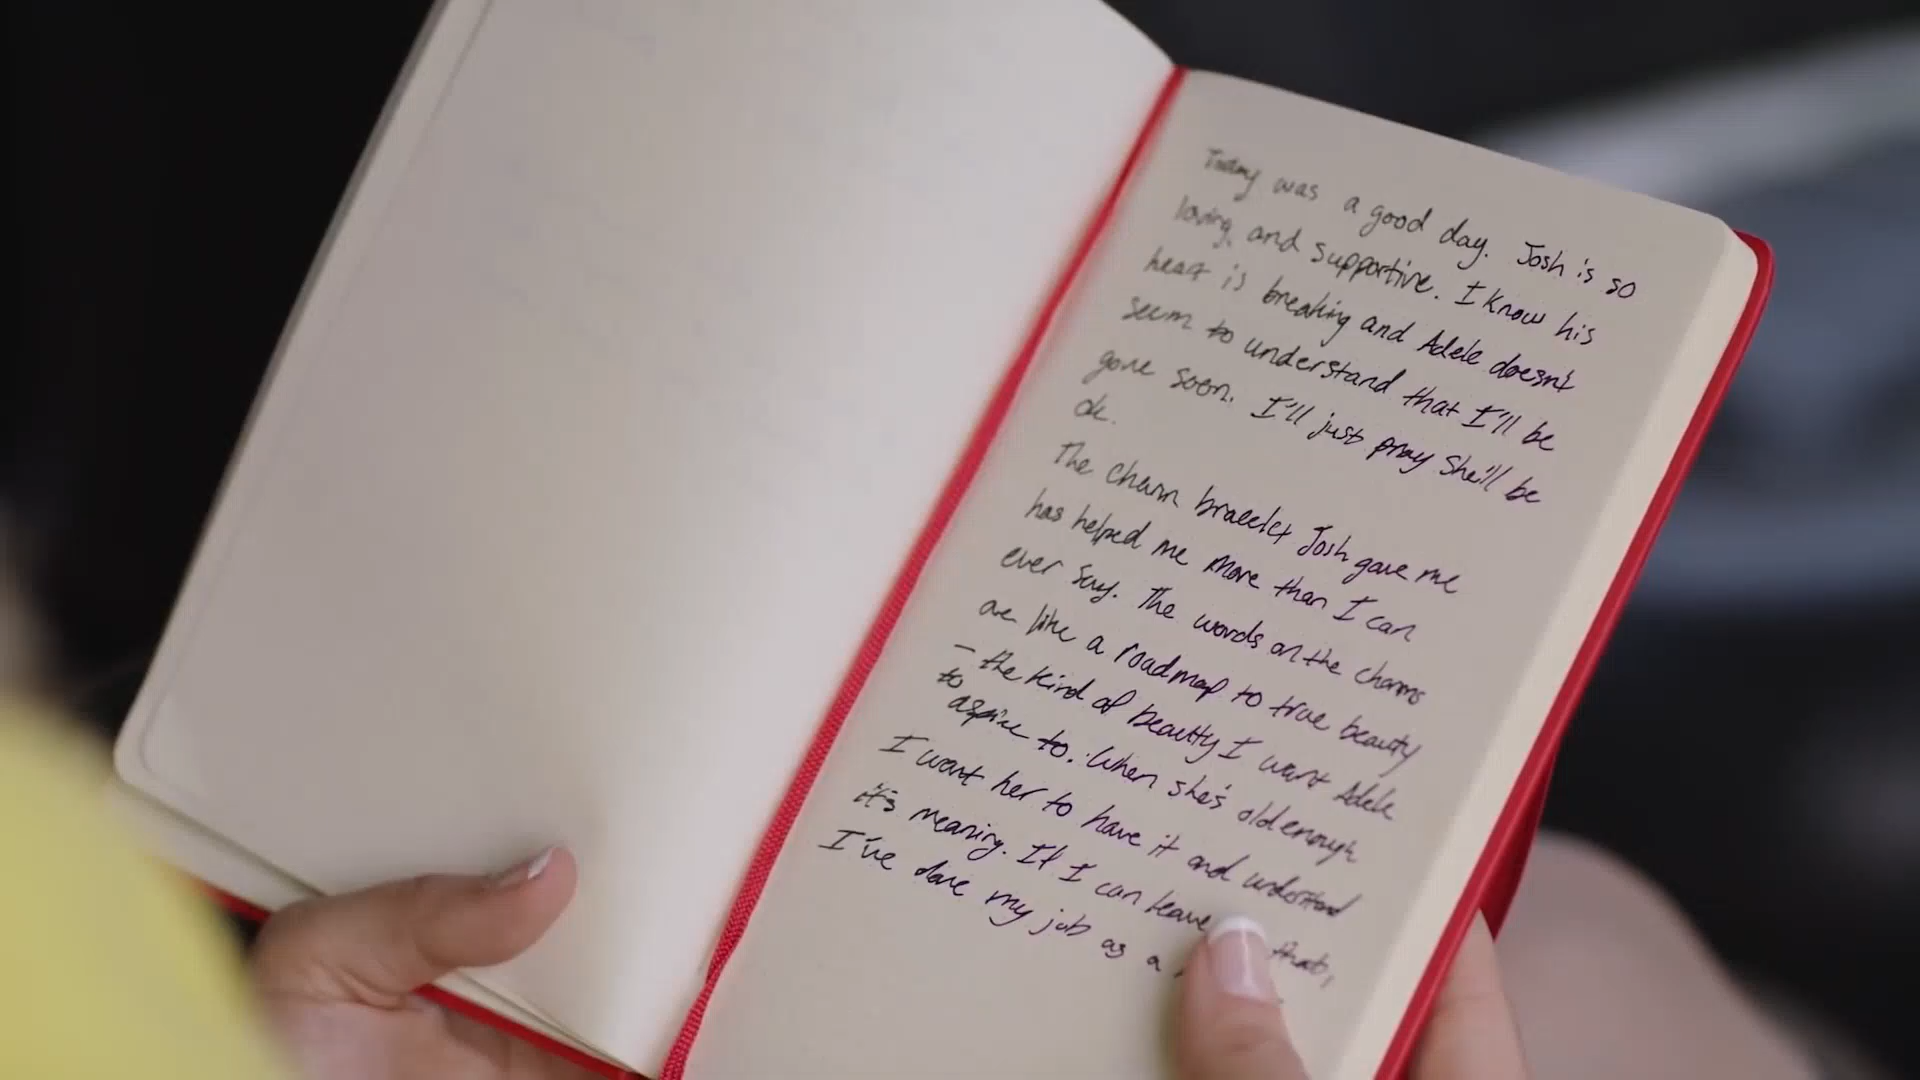 Today was a good day. Josh is so
loving and supportive. I know his
heart is breaking and Adele doesn't
seem to understand that I'll be
gone soon. I'll just pray she'll be
ok.
The charm bracelet Josh gave me
has helped me more than I can
ever say. The words on the charms
are like a roadmap to true beauty
- the kind of beautty I want Adele
to aspire to. When she's old enough
I want her to have it and understand
it's meaning. If I can leave that,
I've done my job as a